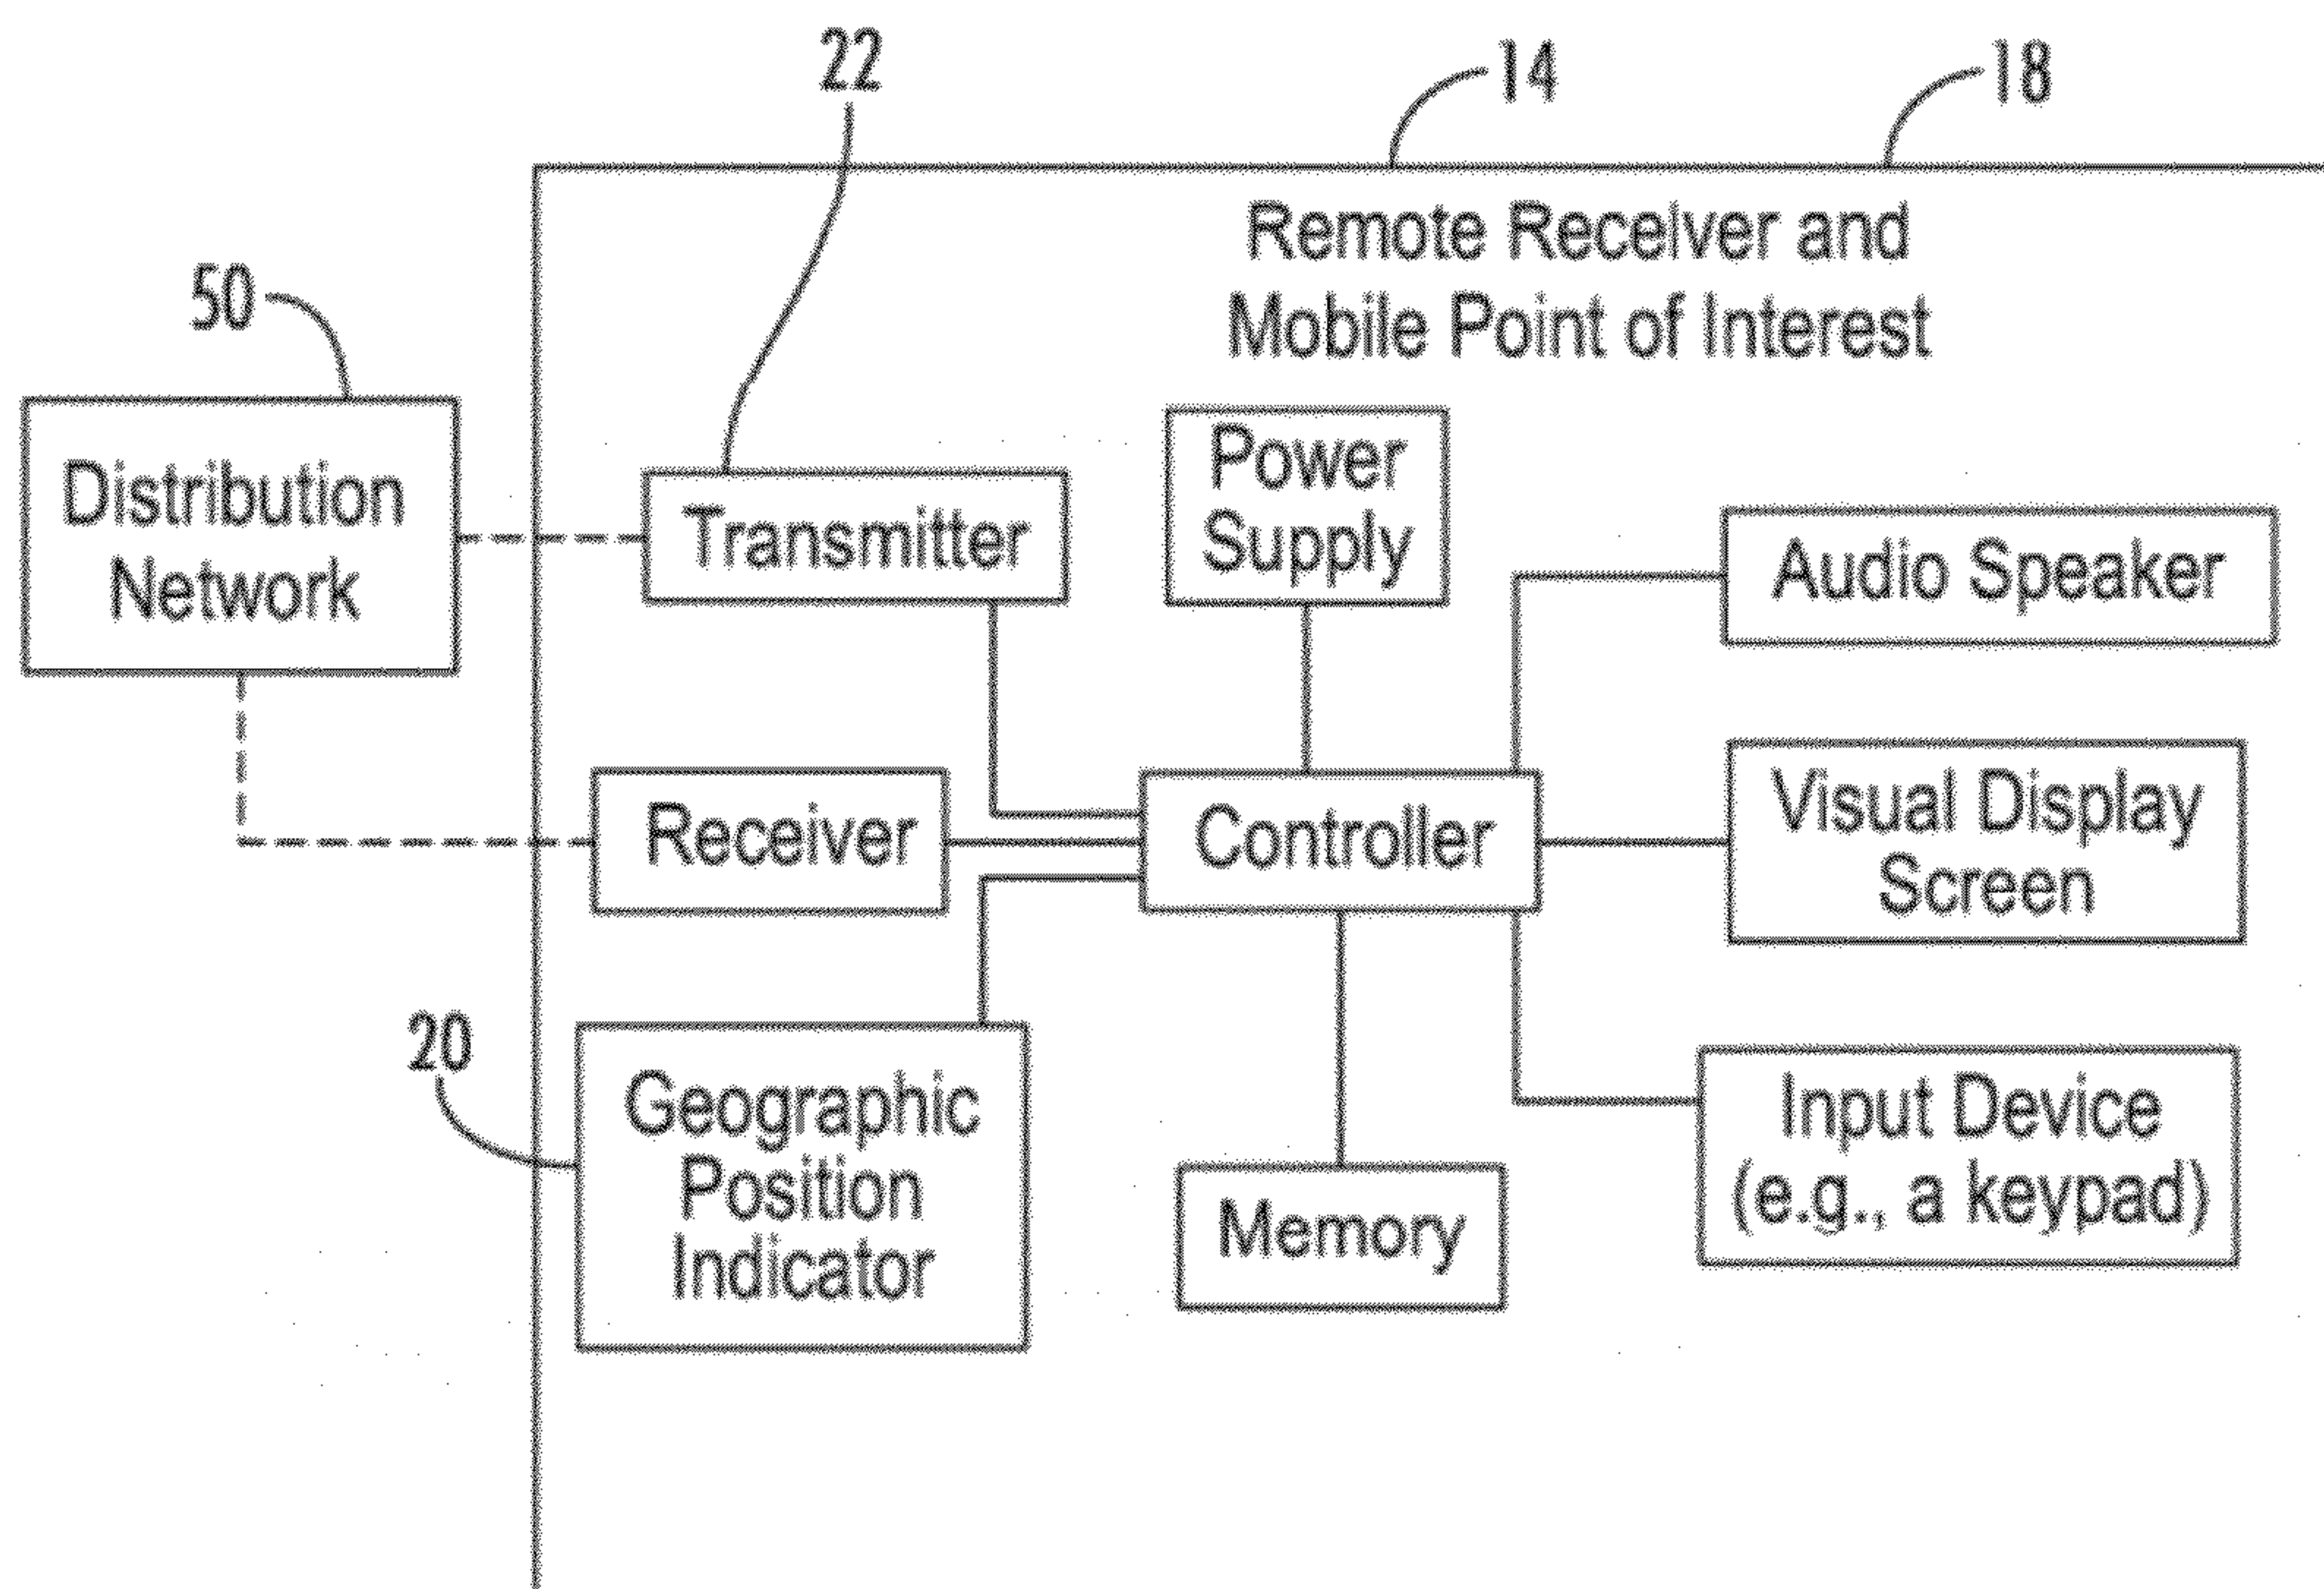 22
14
18
50
Remote Receiver and
Mobile Point of Interest
Distribution
Network
Transmitter
Power
Supply
Audio Speaker
Receiver
Controller
Visual Display
Screen
20
Geographic
Position
Indicator
Memory
Input Device
(e.g., a keypad)